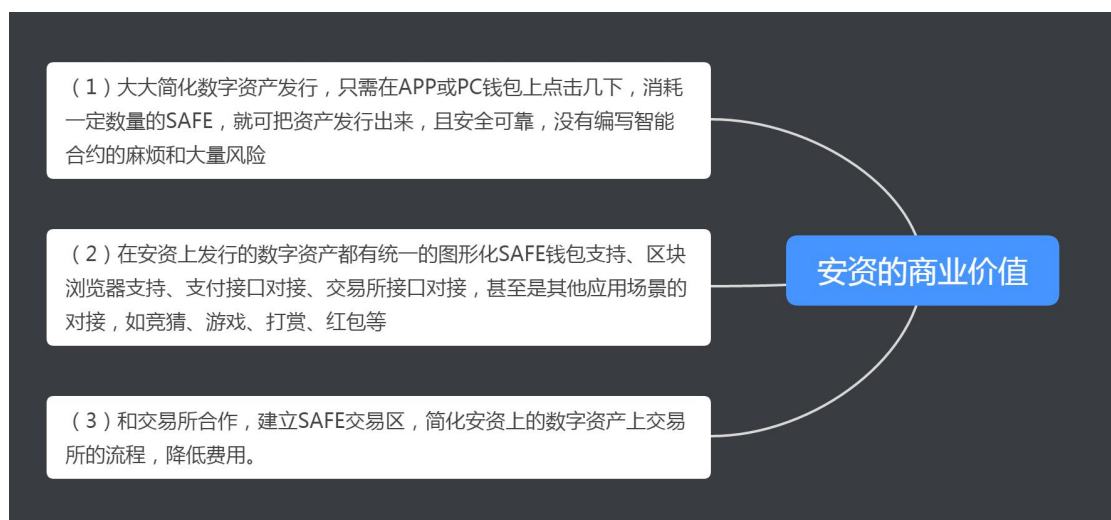 （1）大大简化数字资产发行，只需在APP或PC钱包上点击几下，消耗
一定数量的SAFE，就可把资产发行出来，且安全可靠，没有编写智能
合约的麻烦和大量风险
（2）在安资上发行的数字资产都有统一的图形化SAFE钱包支持、区块
浏览器支持、支付接口对接、交易所接口对接，甚至是其他应用场景的
对接，如竞猜、游戏、打赏、红包等
（3）和交易所合作，建立SAFE交易区，简化安资上的数字资产上交易
所的流程，降低费用。
安资的商业价值